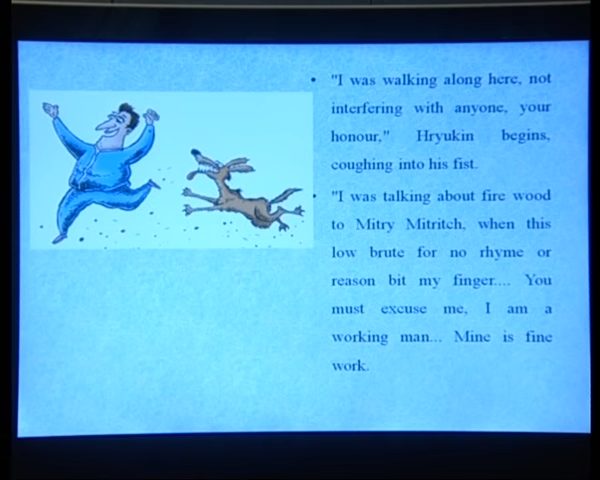 • "I was walking along here, not
interfering with anyone, your
honour," Hryukin begins,
coughing into his fist.
• "I was talking about fire wood
to Mitry Mitritch, when this
low brute for no rhyme or
reason bit my finger.... You
must excuse me, I am a
working man... Mine is fine
work.